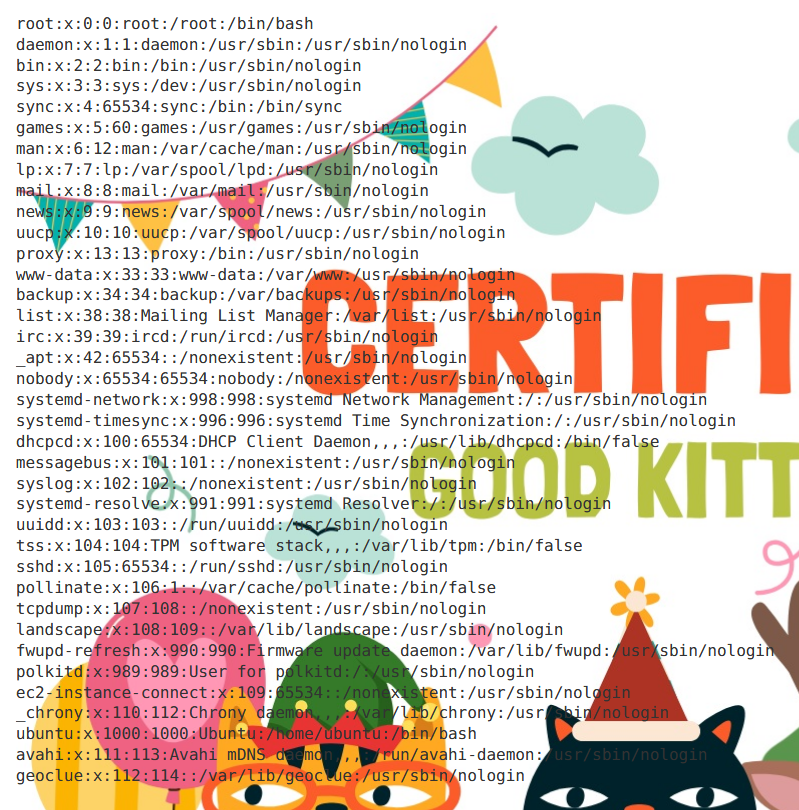 root:x:0:0:root:/root:/bin/bash
daemon:x:1:1:daemon:/usr/sbin:/usr/sbin/nologin
bin:x:2:2:bin:/bin:/usr/sbin/nologin
sys:x:3:3:sys:/dev:/usr/sbin/nologin
sync:x:4:65534:sync:/bin:/bin/sync
games:x:5:60:games:/usr/games:/usr/sbin/nologin
man:x:6:12:man:/var/cache/man:/usr/sbin/nologin
lp:x:7:7:lp:/var/spool/lpd:/usr/sbin/nologin
mail:x:8:8:mail:/var/mail:/usr/sbin/nologin
news:x:9:9:news:/var/spool/news:/usr/sbin/nologin
uucp:x:10:10:uucp:/var/spool/uucp:/usr/sbin/nologin
proxy:x:13:13:proxy:/bin:/usr/sbin/nologin
www-data:x:33:33:www-data:/var/www:/usr/sbin/nologin
backup:x:34:34:backup:/var/backups:/usr/sbin/nologin
list:x:38:38:Mailing List Manager:/var/list:/usr/sbin/nologin
irc:x:39:39:ircd:/run/ircd:/usr/sbin/nologin
_apt:x:42:65534::/nonexistent:/usr/sbin/nologin
nobody:x:65534:65534:nobody:/nonexistent:/usr/sbin/nologin
systemd-network:x:998:998:systemd Network Management:/:/usr/sbin/nologin
systemd-timesync:x:996:996:systemd Time Synchronization:/:/usr/sbin/nologin
dhcpcd:x:100:65534:DHCP Client Daemon,,,:/usr/lib/dhcpcd:/bin/false
messagebus:x:101:101::/nonexistent:/usr/sbin/nologin
syslog:x:102:102::/nonexistent:/usr/sbin/nologin
systemd-resolve:x:991:991:systemd Resolver:/:/usr/sbin/nologin
uuidd:x:103:103::/run/uuidd:/usr/sbin/nologin
tss:x:104:104:TPM software stack,,,:/var/lib/tpm:/bin/false
sshd:x:105:65534::/run/sshd:/usr/sbin/nologin
pollinate:x:106:1::/var/cache/pollinate:/bin/false
tcpdump:x:107:108::/nonexistent:/usr/sbin/nologin
landscape:x:108:109::/var/lib/landscape:/usr/sbin/nologin
fwupd-refresh:x:990:990:Firmware update daemon:/var/lib/fwupd:/usr/sbin/nologin
polkitd:x:989:989:User for polkitd:/:/usr/sbin/nologin
ec2-instance-connect:x:109:65534::/nonexistent:/usr/sbin/nologin
_chrony:x:110:112:Chrony daemon,,,:/var/lib/chrony:/usr/sbin/nologin
ubuntu:x:1000:1000:Ubuntu:/home/ubuntu:/bin/bash
avahi:x:111:113:Avahi mDNS daemon,,,:/run/avahi-daemon:/usr/sbin/nologin
geoclue:x:112:114::/var/lib/geoclue:/usr/sbin/nologin
CERTIFI
GOOD KITT